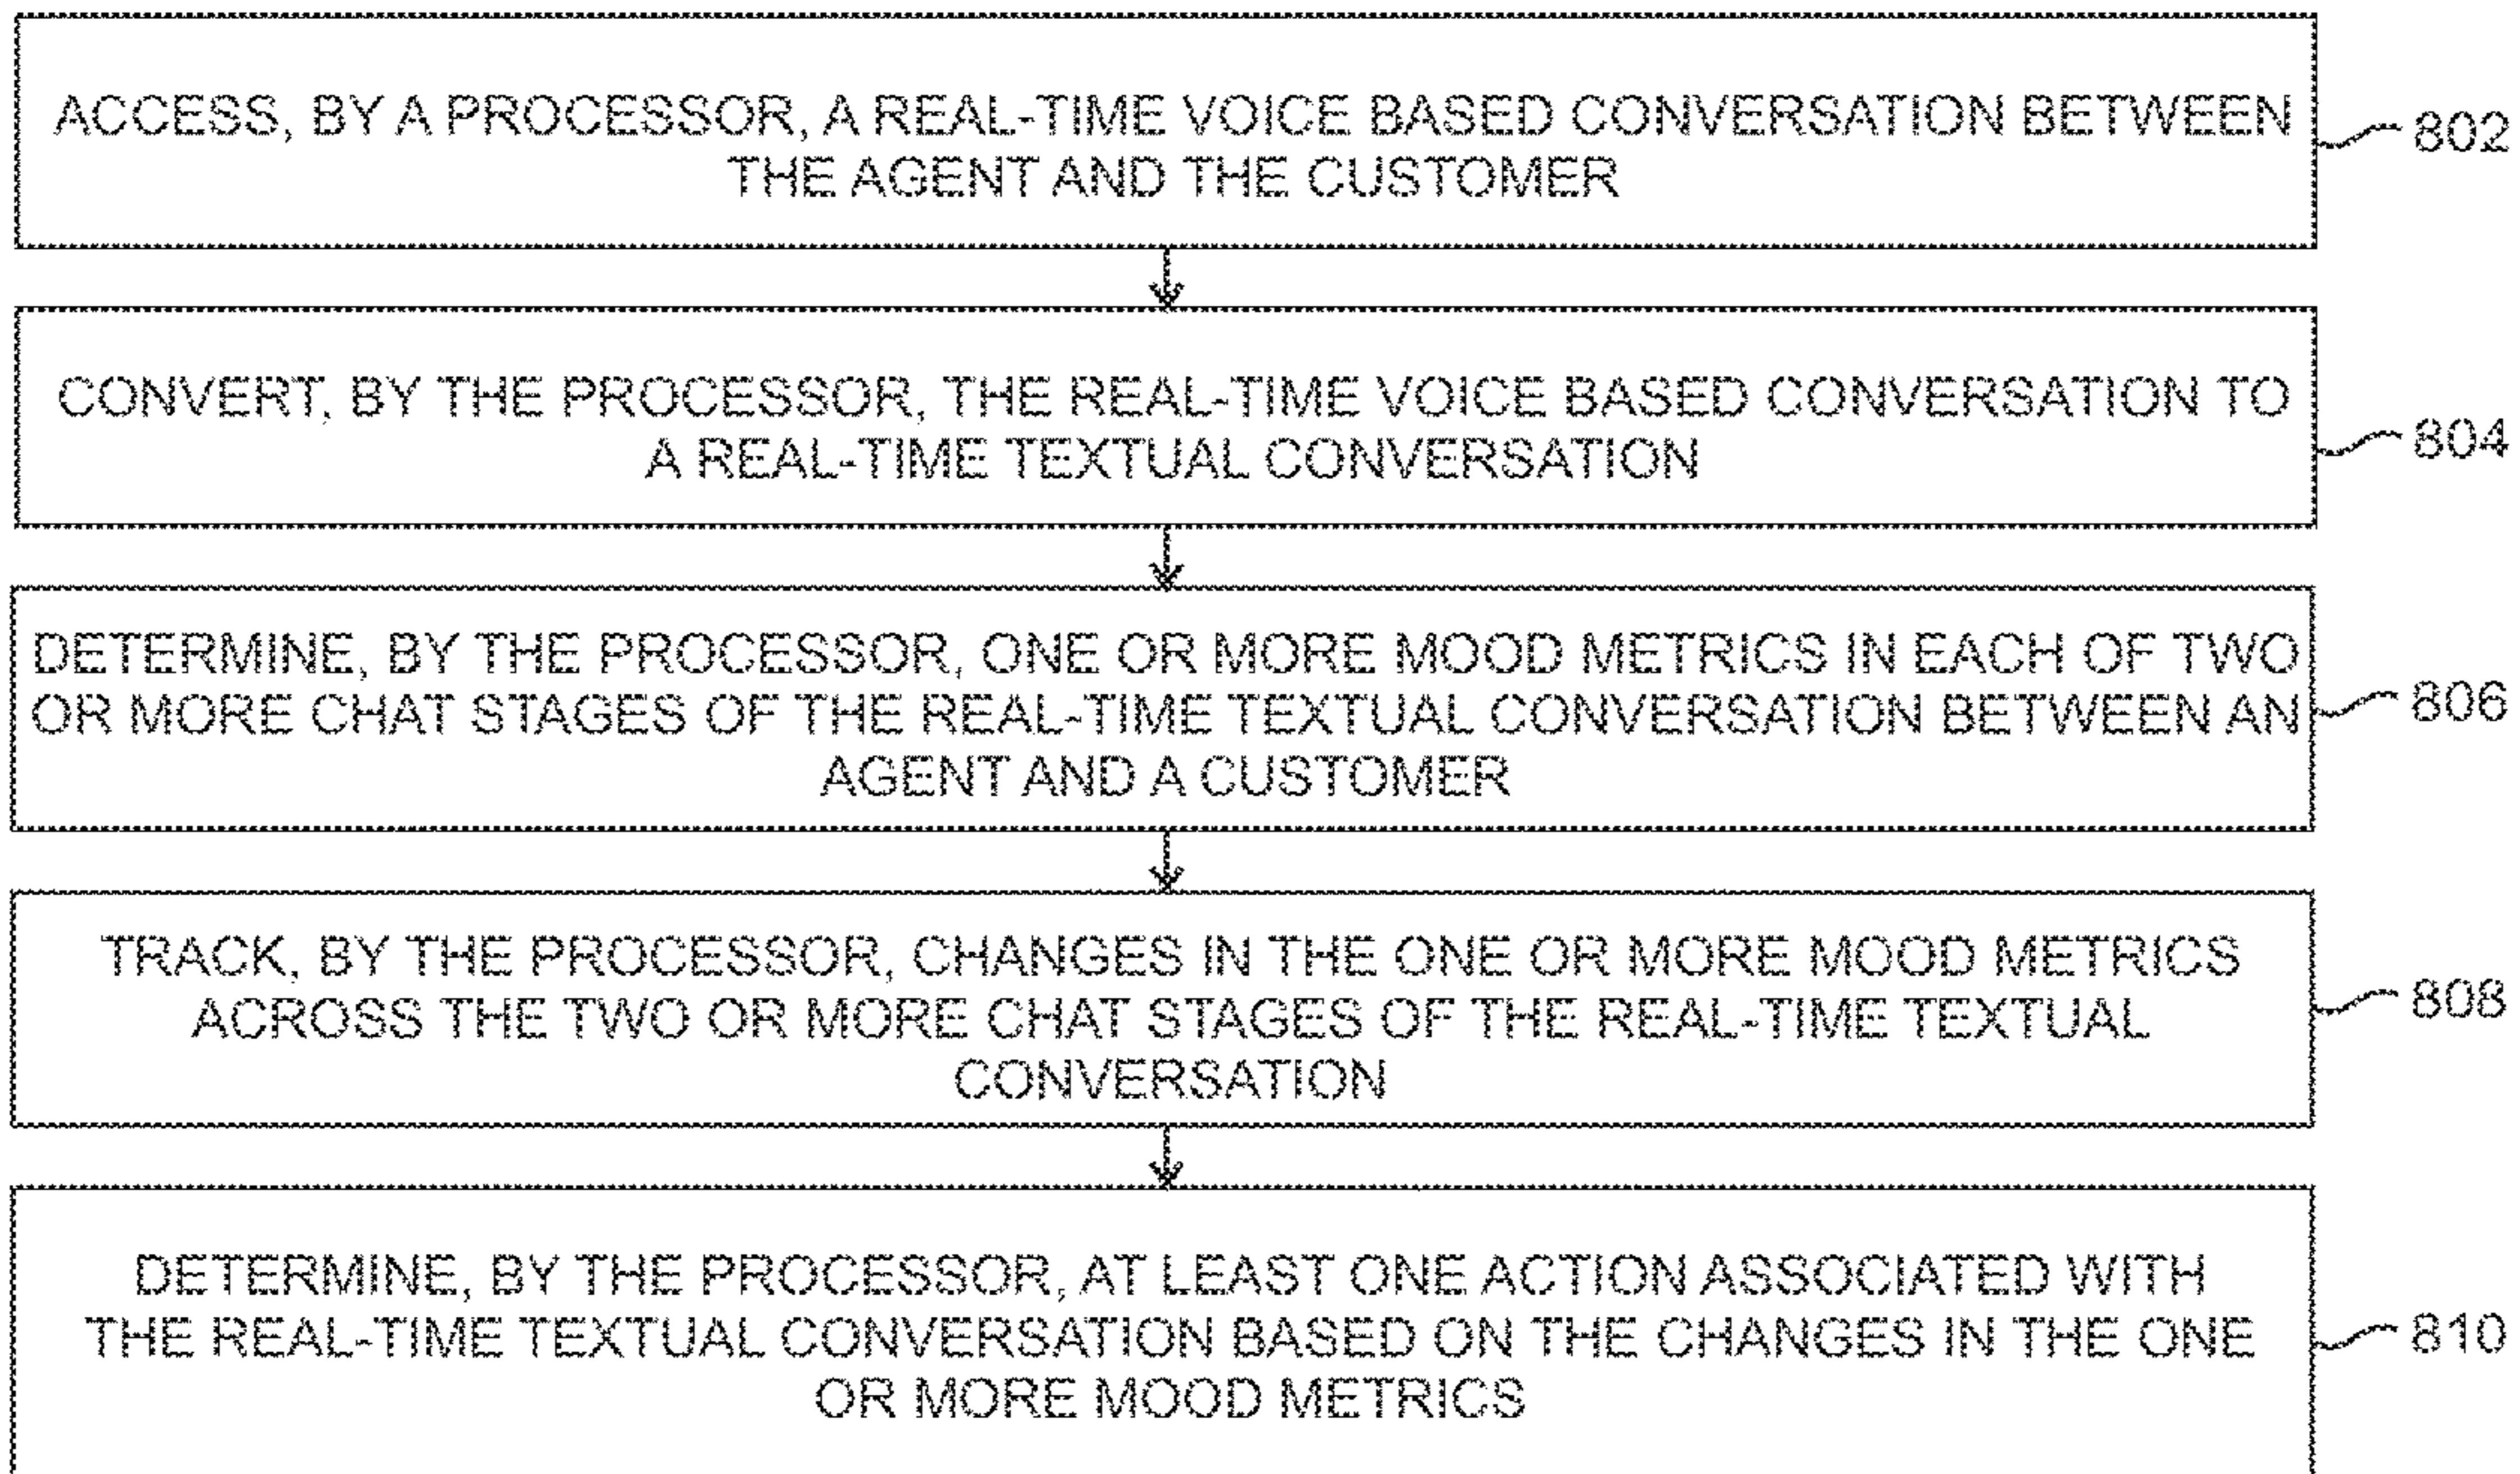 ACCESS, BY A PROCESSOR, A REAL-TIME VOICE BASED CONVERSATION BETWEEN
THE AGENT AND THE CUSTOMER
802
CONVERT, BY THE PROCESSOR, THE REAL-TIME VOICE BASED CONVERSATION TO
A REAL-TIME TEXTUAL CONVERSATION
804
DETERMINE, BY THE PROCESSOR, ONE OR MORE MOOD METRICS IN EACH OF TWO
OR MORE CHAT STAGES OF THE REAL-TIME TEXTUAL CONVERSATION BETWEEN AN
AGENT AND A CUSTOMER
806
TRACK, BY THE PROCESSOR, CHANGES IN THE ONE OR MORE MOOD METRICS
ACROSS THE TWO OR MORE CHAT STAGES OF THE REAL-TIME TEXTUAL
CONVERSATION
808
DETERMINE, BY THE PROCESSOR, AT LEAST ONE ACTION ASSOCIATED WITH
THE REAL-TIME TEXTUAL CONVERSATION BASED ON THE CHANGES IN THE ONE
OR MORE MOOD METRICS
810